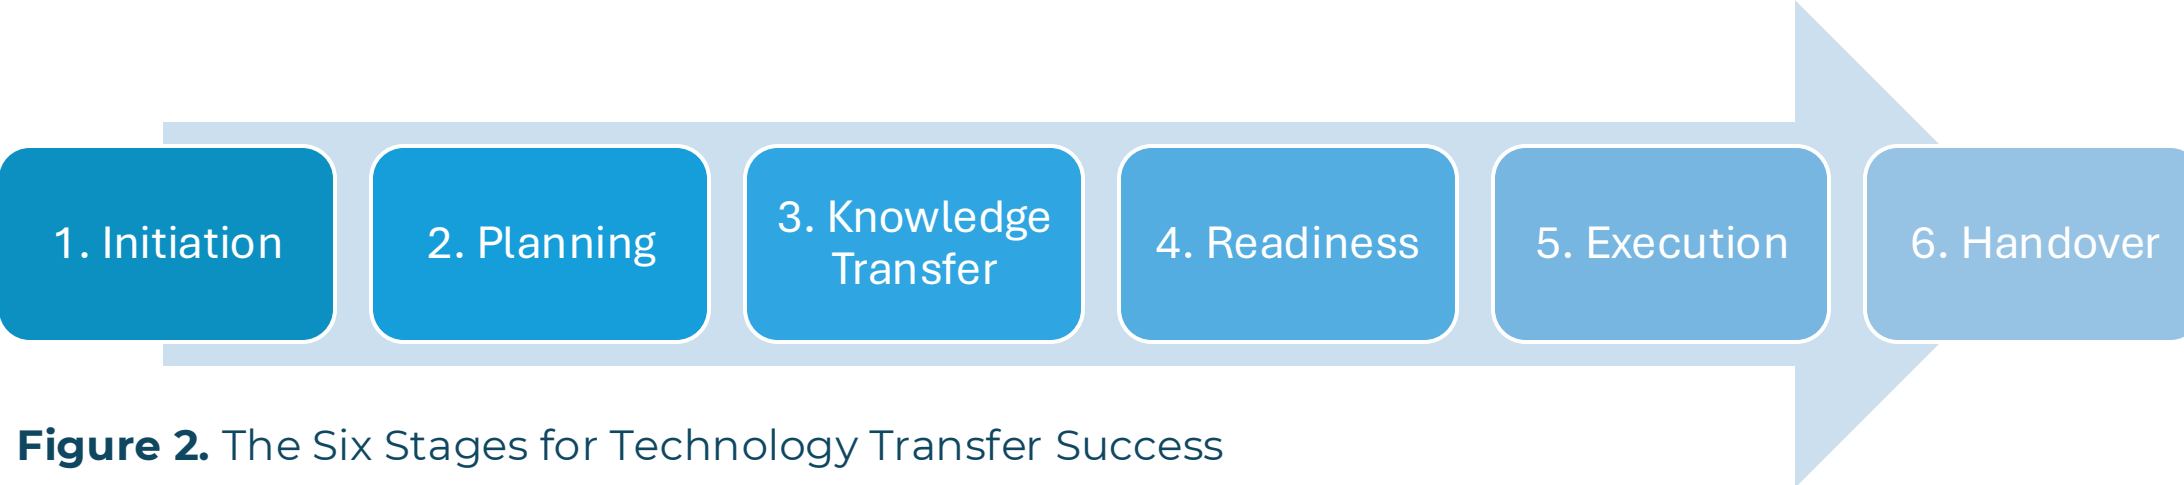 1. Initiation
2. Planning
3. Knowledge
Transfer
4. Readiness
5. Execution
6. Handover
Figure 2. The Six Stages for Technology Transfer Success